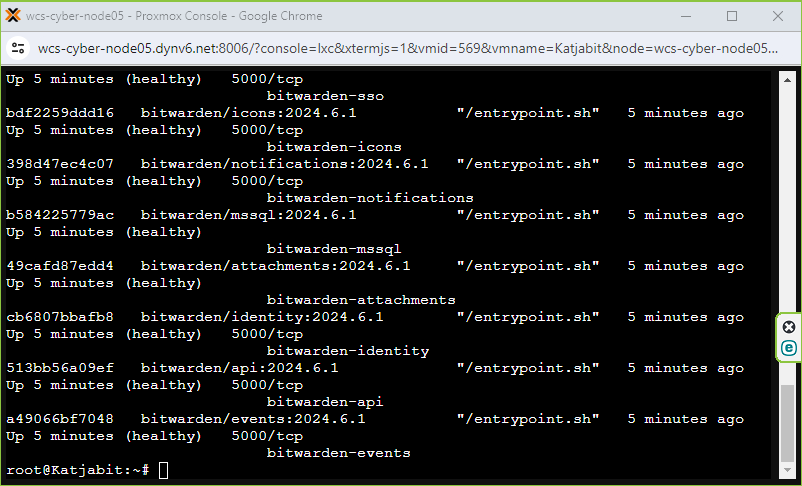 wcs-cyber-node05 - Proxmox Console - Google Chrome
wcs-cyber-node05.dynv6.net:8006/?console=lxc&xtermjs=1&vmid=569&vmname=Katjabit&node=wcs-cyber-node05...
Up 5 minutes (healthy) 5000/tcp
bitwarden-sso
bdf2259ddd16 bitwarden/icons:2024.6.1 "/entrypoint.sh" 5 minutes ago
Up 5 minutes (healthy) 5000/tcp
bitwarden-icons
398d47ec4c07 bitwarden/notifications:2024.6.1 "/entrypoint.sh" 5 minutes ago
Up 5 minutes (healthy) 5000/tcp
bitwarden-notifications
b584225779ac bitwarden/mssql:2024.6.1 "/entrypoint.sh" 5 minutes ago
Up 5 minutes (healthy)
bitwarden-mssql
49cafd87edd4 bitwarden/attachments:2024.6.1 "/entrypoint.sh" 5 minutes ago
Up 5 minutes (healthy)
bitwarden-attachments
cb6807bbafb8 bitwarden/identity:2024.6.1 "/entrypoint.sh" 5 minutes ago
Up 5 minutes (healthy) 5000/tcp
bitwarden-identity
513bb56a09ef bitwarden/api:2024.6.1 "/entrypoint.sh" 5 minutes ago
Up 5 minutes (healthy) 5000/tcp
bitwarden-api
a49066bf7048 bitwarden/events:2024.6.1 "/entrypoint.sh" 5 minutes ago
Up 5 minutes (healthy) 5000/tcp
bitwarden-events
root@Katjabit:~#